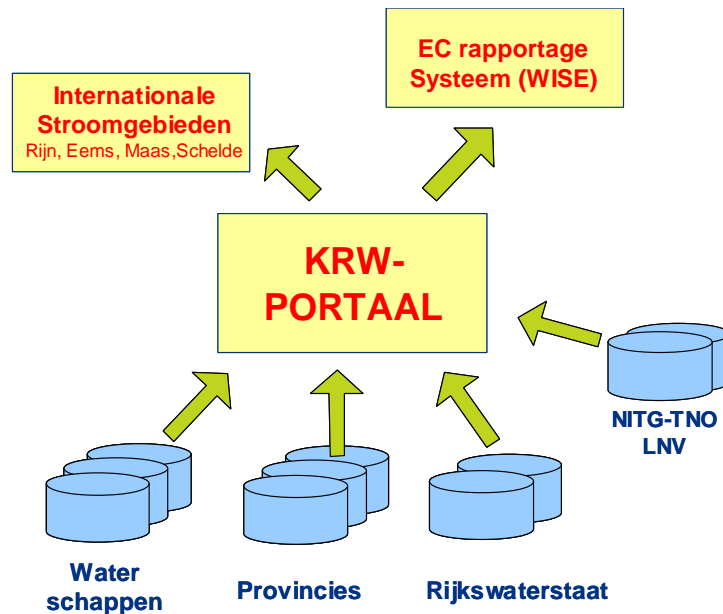 EC rapportage
Systeem (WISE)
Internationale
Stroomgebieden
Rijn, Eems, Maas,Schelde
KRW-
PORTAAL
NITG-TNO
LNV
Water
schappen
Provincies
Rijkswaterstaat